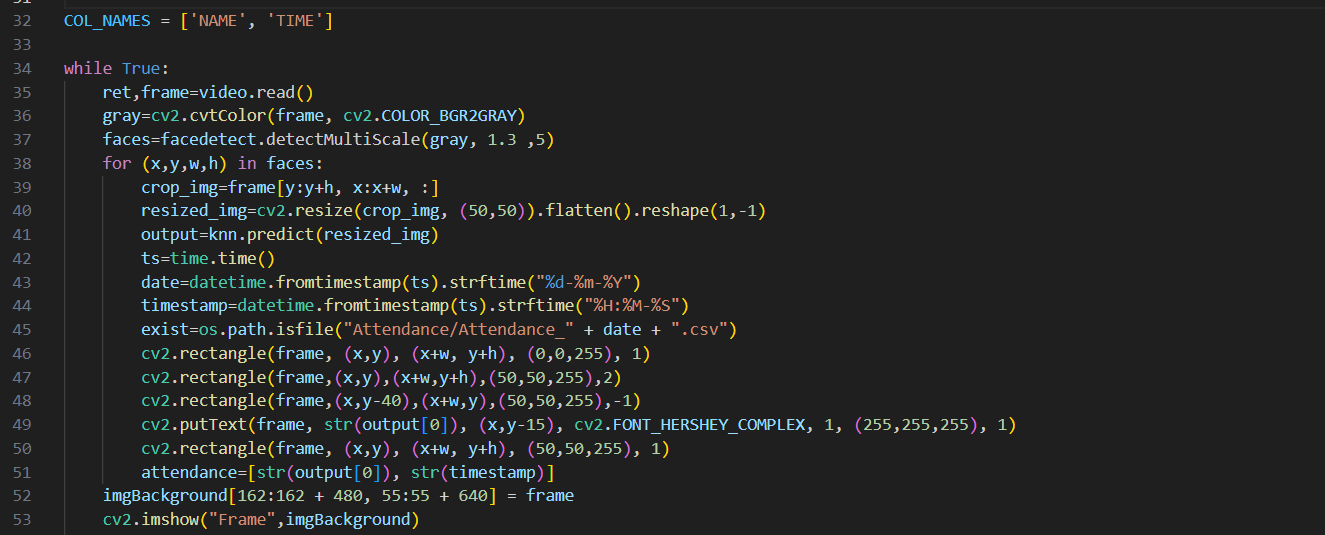 31
32 COL_NAMES = ['NAME', 'TIME']
33
34 while True:
35     ret,frame=video.read()
36     gray=cv2.cvtColor(frame, cv2.COLOR_BGR2GRAY)
37     faces=facedetect.detectMultiScale(gray, 1.3 ,5)
38     for (x,y,w,h) in faces:
39         crop_img=frame[y:y+h, x:x+w, :]
40         resized_img=cv2.resize(crop_img, (50,50)).flatten().reshape(1,-1)
41         output=knn.predict(resized_img)
42         ts=time.time()
43         date=datetime.fromtimestamp(ts).strftime("%d-%m-%Y")
44         timestamp=datetime.fromtimestamp(ts).strftime("%H:%M-%S")
45         exist=os.path.isfile("Attendance/Attendance_" + date + ".csv")
46         cv2.rectangle(frame, (x,y), (x+w, y+h), (0,0,255), 1)
47         cv2.rectangle(frame,(x,y),(x+w,y+h),(50,50,255),2)
48         cv2.rectangle(frame,(x,y-40),(x+w,y),(50,50,255),-1)
49         cv2.putText(frame, str(output[0]), (x,y-15), cv2.FONT_HERSHEY_COMPLEX, 1, (255,255,255), 1)
50         cv2.rectangle(frame, (x,y), (x+w, y+h), (50,50,255), 1)
51         attendance=[str(output[0]), str(timestamp)]
52     imgBackground[162:162 + 480, 55:55 + 640] = frame
53     cv2.imshow("Frame",imgBackground)